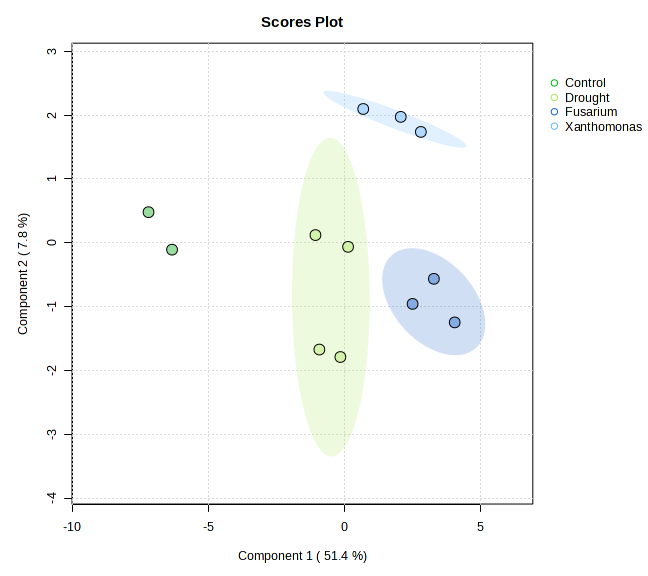 Scores Plot
3
2
1
0
-1
-2
-3
-4
Component 2 ( 7.8 %)
-10
-5
0
5
Component 1 ( 51.4 %)
Control
Drought
Fusarium
Xanthomonas